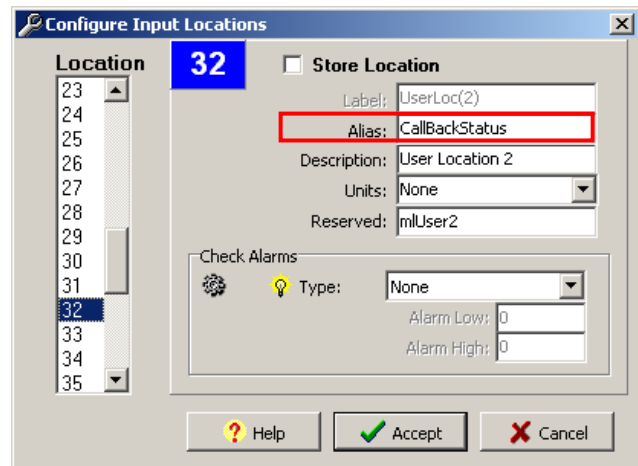 Configure Input Locations
Location
23
24
25
26
27
28
29
30
31
32
33
34
35
32
Store Location
Label: UserLoc(2)
Alias: CallBackStatus
Description: User Location 2
Units: None
Reserved: mlUser2
Check Alarms
Type: None
Alarm Low: 0
Alarm High: 0
? Help
Accept
Cancel